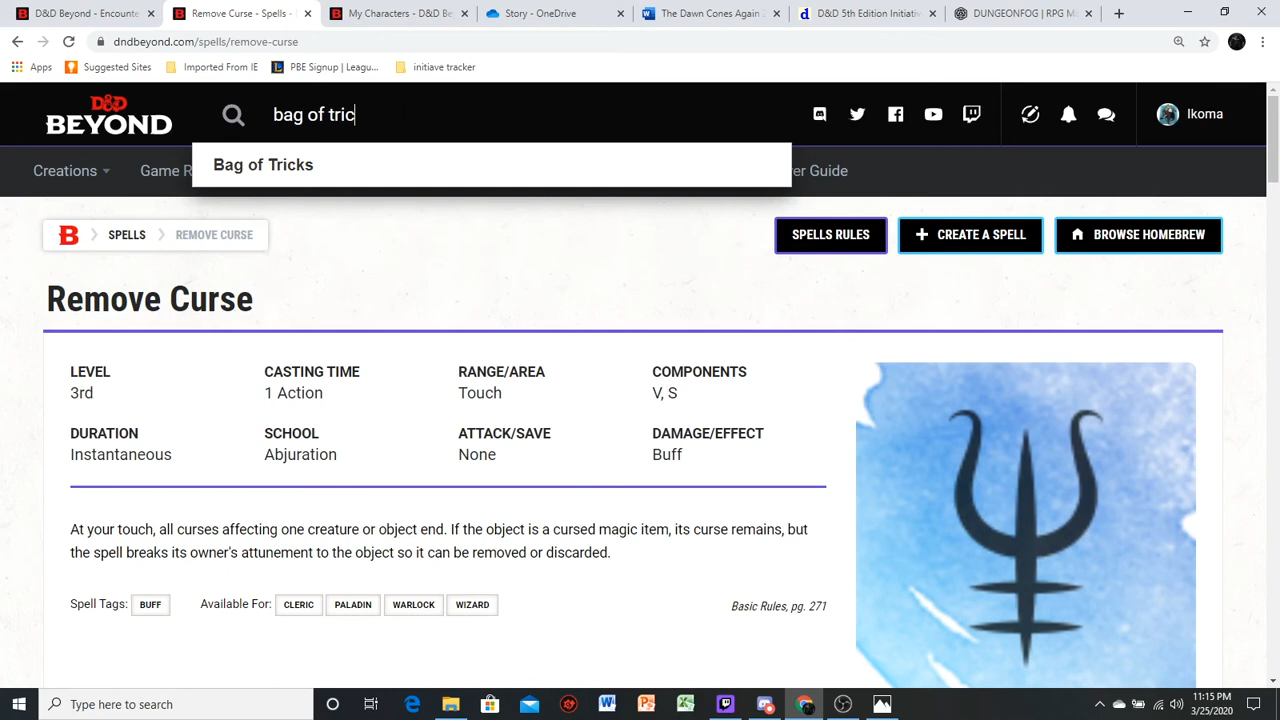 D&D Beyond - Encounte
Remove Curse - Spells -
My Characters - D&D Be
Story - OneDrive
The Dawn Comes Again
D&D 5th Edition Initiativ
DUNGEONFOG | RPG M
dndbeyond.com/spells/remove-curse
Apps
Suggested Sites
Imported From IE
PBE Signup | Leagu...
initiave tracker
D&D
BEYOND
bag of tric
Ikoma
Bag of Tricks
Creations
Game R
er Guide
SPELLS
REMOVE CURSE
SPELLS RULES
CREATE A SPELL
BROWSE HOMEBREW
Remove Curse
LEVEL
3rd
CASTING TIME
1 Action
RANGE/AREA
Touch
COMPONENTS
V, S
DURATION
Instantaneous
SCHOOL
Abjuration
ATTACK/SAVE
None
DAMAGE/EFFECT
Buff
At your touch, all curses affecting one creature or object end. If the object is a cursed magic item, its curse remains, but
the spell breaks its owner's attunement to the object so it can be removed or discarded.
Spell Tags: BUFF
Available For: CLERIC PALADIN WARLOCK WIZARD
Basic Rules, pg. 271
Type here to search
11:15 PM
3/25/2020